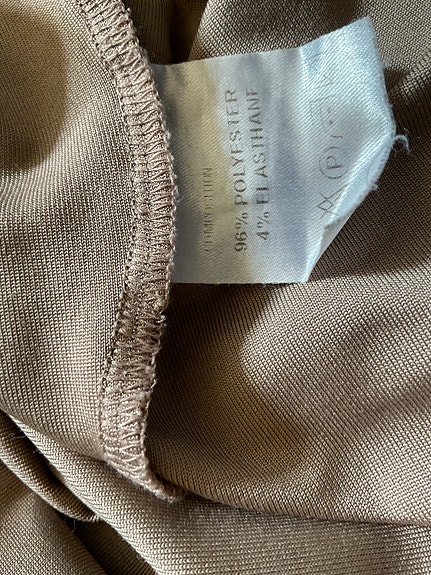 COMPOSITION
96% POLYESTER
4% ELASTHANE
P